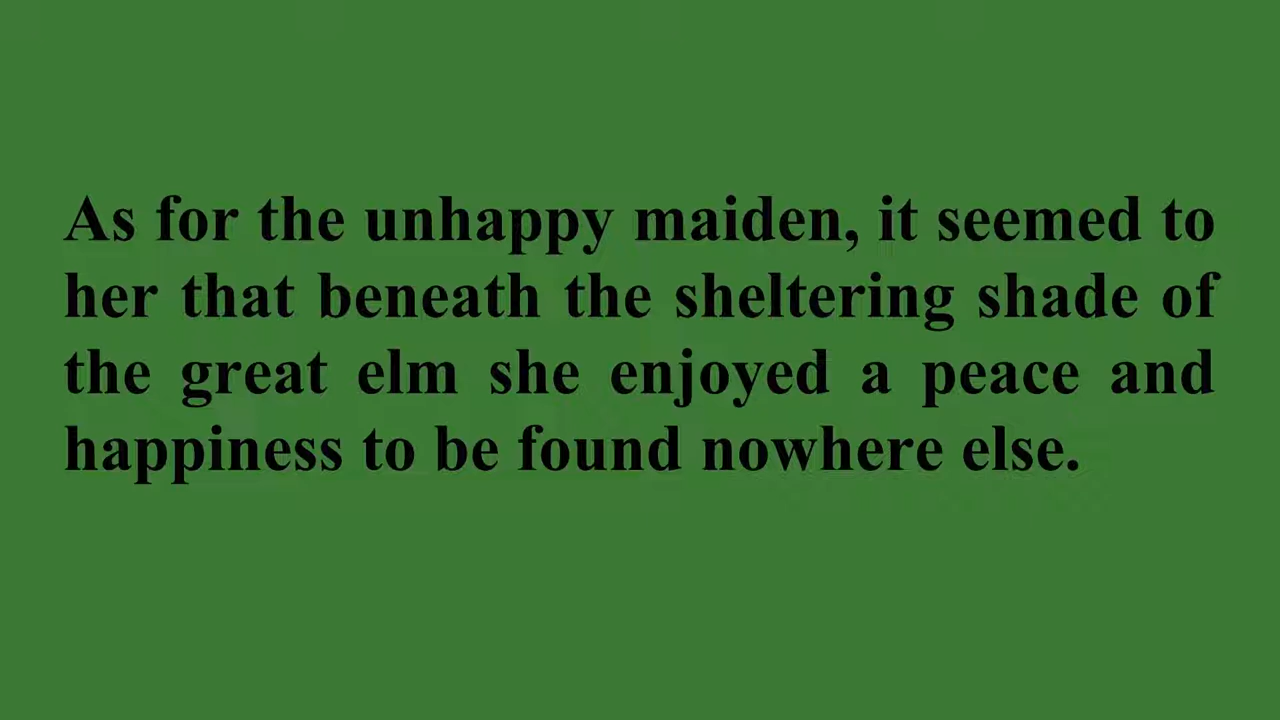 As for the unhappy maiden, it seemed to
her that beneath the sheltering shade of
the great elm she enjoyed a peace and
happiness to be found nowhere else.